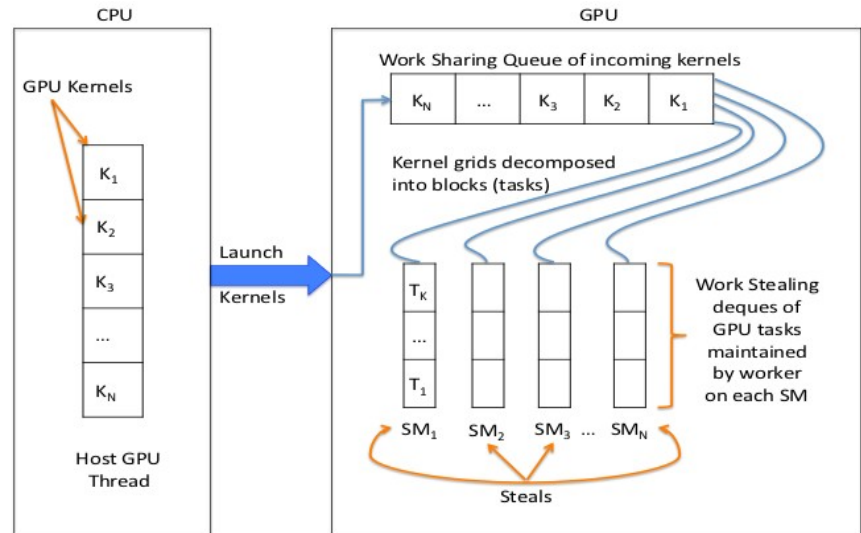 CPU
GPU Kernels
K1
K2
K3
...
KN
Host GPU
Thread
Launch
Kernels
GPU
Work Sharing Queue of incoming kernels
KN ... K3 K2 K1
Kernel grids decomposed
into blocks (tasks)
TK
...
T1
SM1 SM2 SM3 ... SMN
Steals
Work Stealing
deques of
GPU tasks
maintained
by worker
on each SM